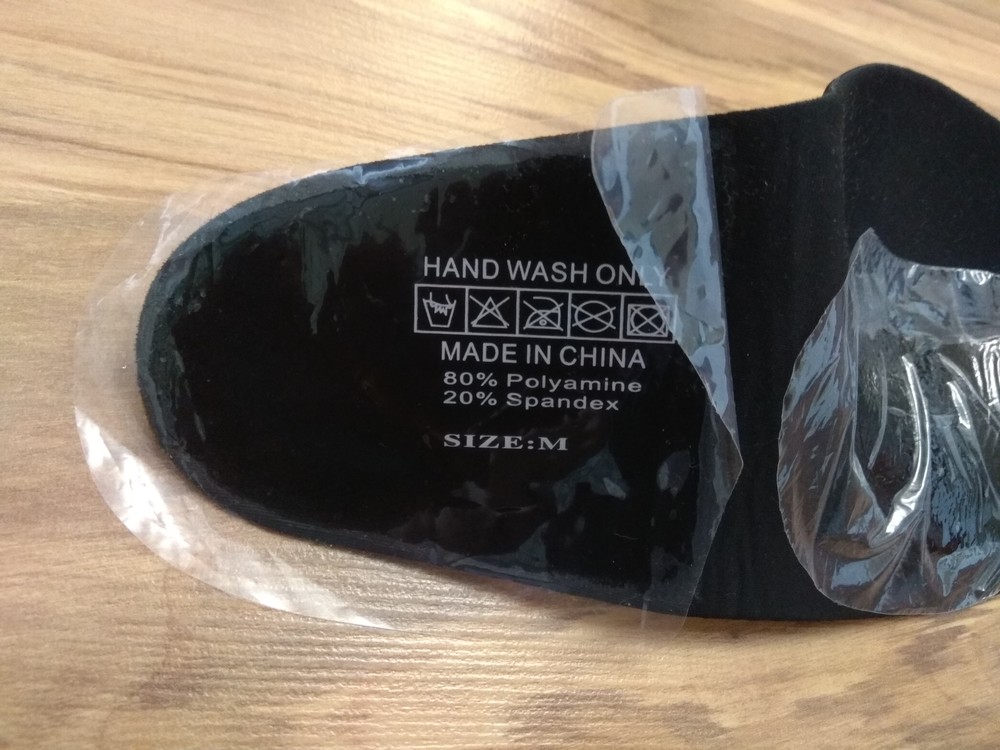 HAND WASH ONLY
MADE IN CHINA
80% Polyamine
20% Spandex
SIZE:M